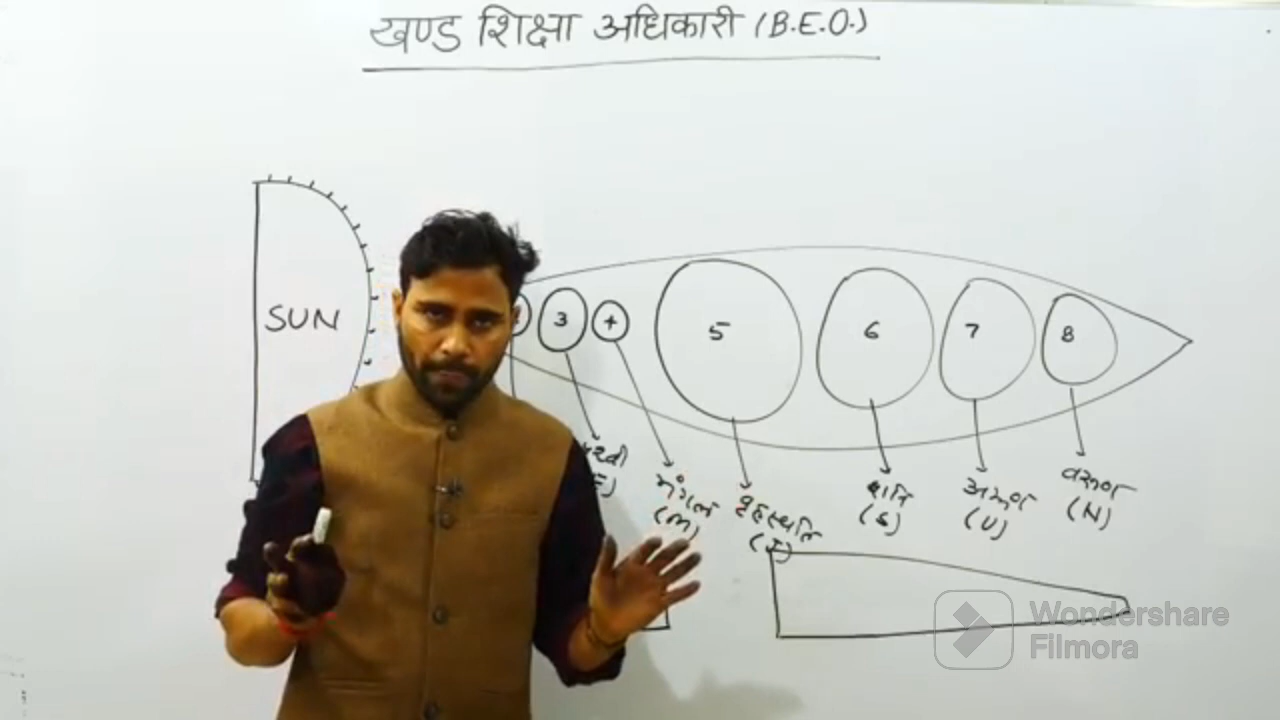 खण्ड शिक्षा अधिकारी (B.E.O.)
SUN
3
4
5
6
7
8
मंगल
(M)
बृहस्पति
(J)
शनि
(S)
अरुण
(U)
वरुण
(N)
Wondershare
Filmora